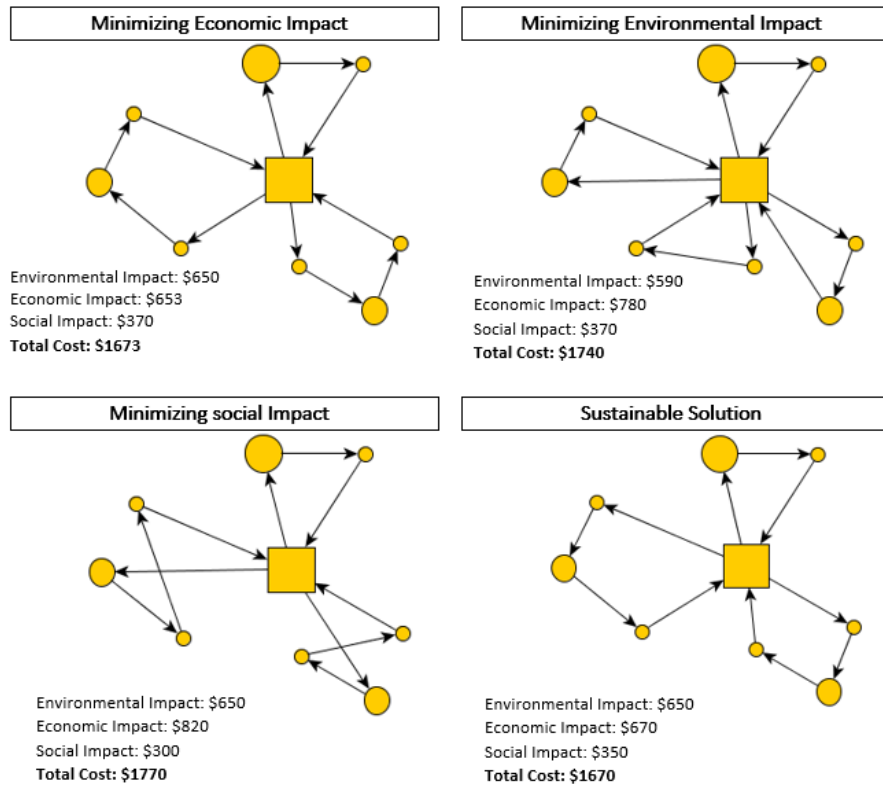 Minimizing Economic Impact
Environmental Impact: $650
Economic Impact: $653
Social Impact: $370
Total Cost: $1673
Minimizing Environmental Impact
Environmental Impact: $590
Economic Impact: $780
Social Impact: $370
Total Cost: $1740
Minimizing social Impact
Environmental Impact: $650
Economic Impact: $820
Social Impact: $300
Total Cost: $1770
Sustainable Solution
Environmental Impact: $650
Economic Impact: $670
Social Impact: $350
Total Cost: $1670